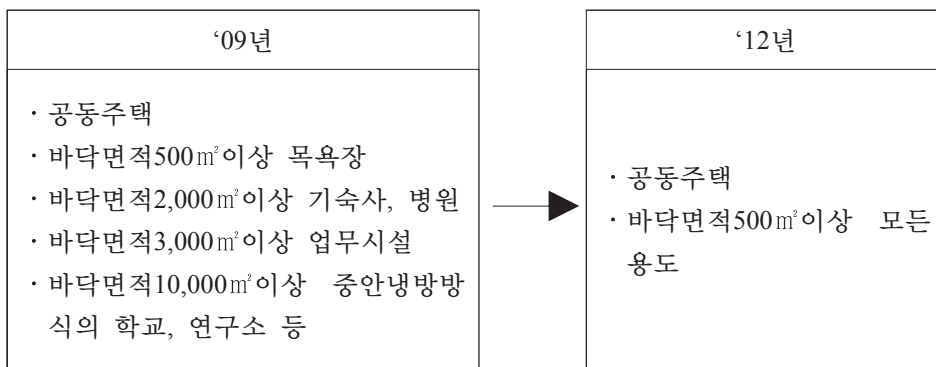 ‘09년
· 공동주택
· 바닥면적500㎡이상 목욕장
· 바닥면적2,000㎡이상 기숙사, 병원
· 바닥면적3,000㎡이상 업무시설
· 바닥면적10,000㎡이상 중안냉방방
식의 학교, 연구소 등
‘12년
· 공동주택
· 바닥면적500㎡이상 모든
용도